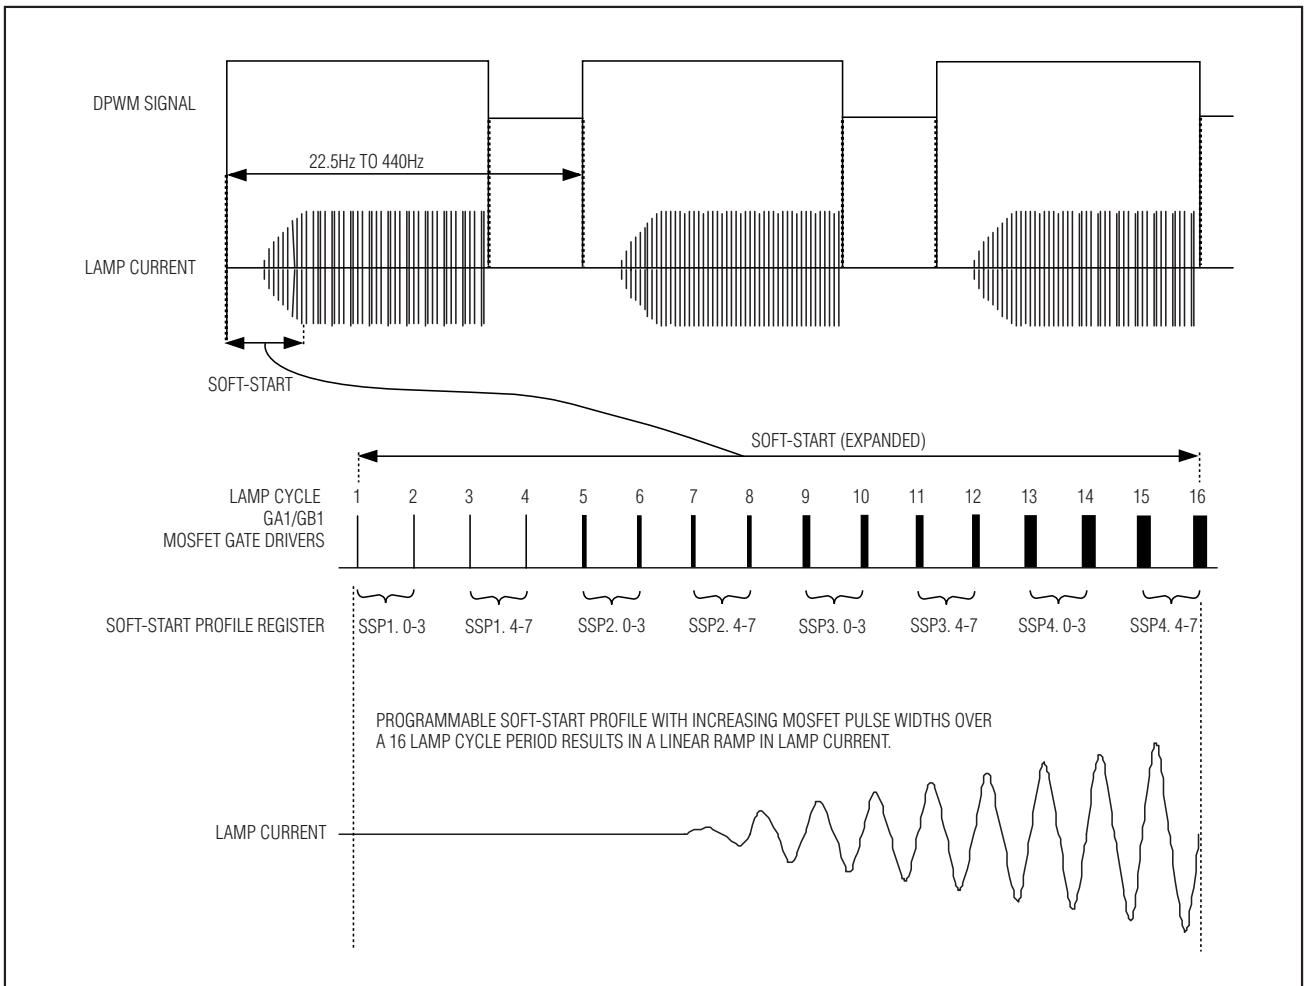 DPWM SIGNAL
22.5Hz TO 440Hz
LAMP CURRENT
SOFT-START
SOFT-START (EXPANDED)
LAMP CYCLE 1 2 3 4 5 6 7 8 9 10 11 12 13 14 15 16
GA1/GB1
MOSFET GATE DRIVERS
SOFT-START PROFILE REGISTER SSP1. 0-3 SSP1. 4-7 SSP2. 0-3 SSP2. 4-7 SSP3. 0-3 SSP3. 4-7 SSP4. 0-3 SSP4. 4-7
PROGRAMMABLE SOFT-START PROFILE WITH INCREASING MOSFET PULSE WIDTHS OVER
A 16 LAMP CYCLE PERIOD RESULTS IN A LINEAR RAMP IN LAMP CURRENT.
LAMP CURRENT